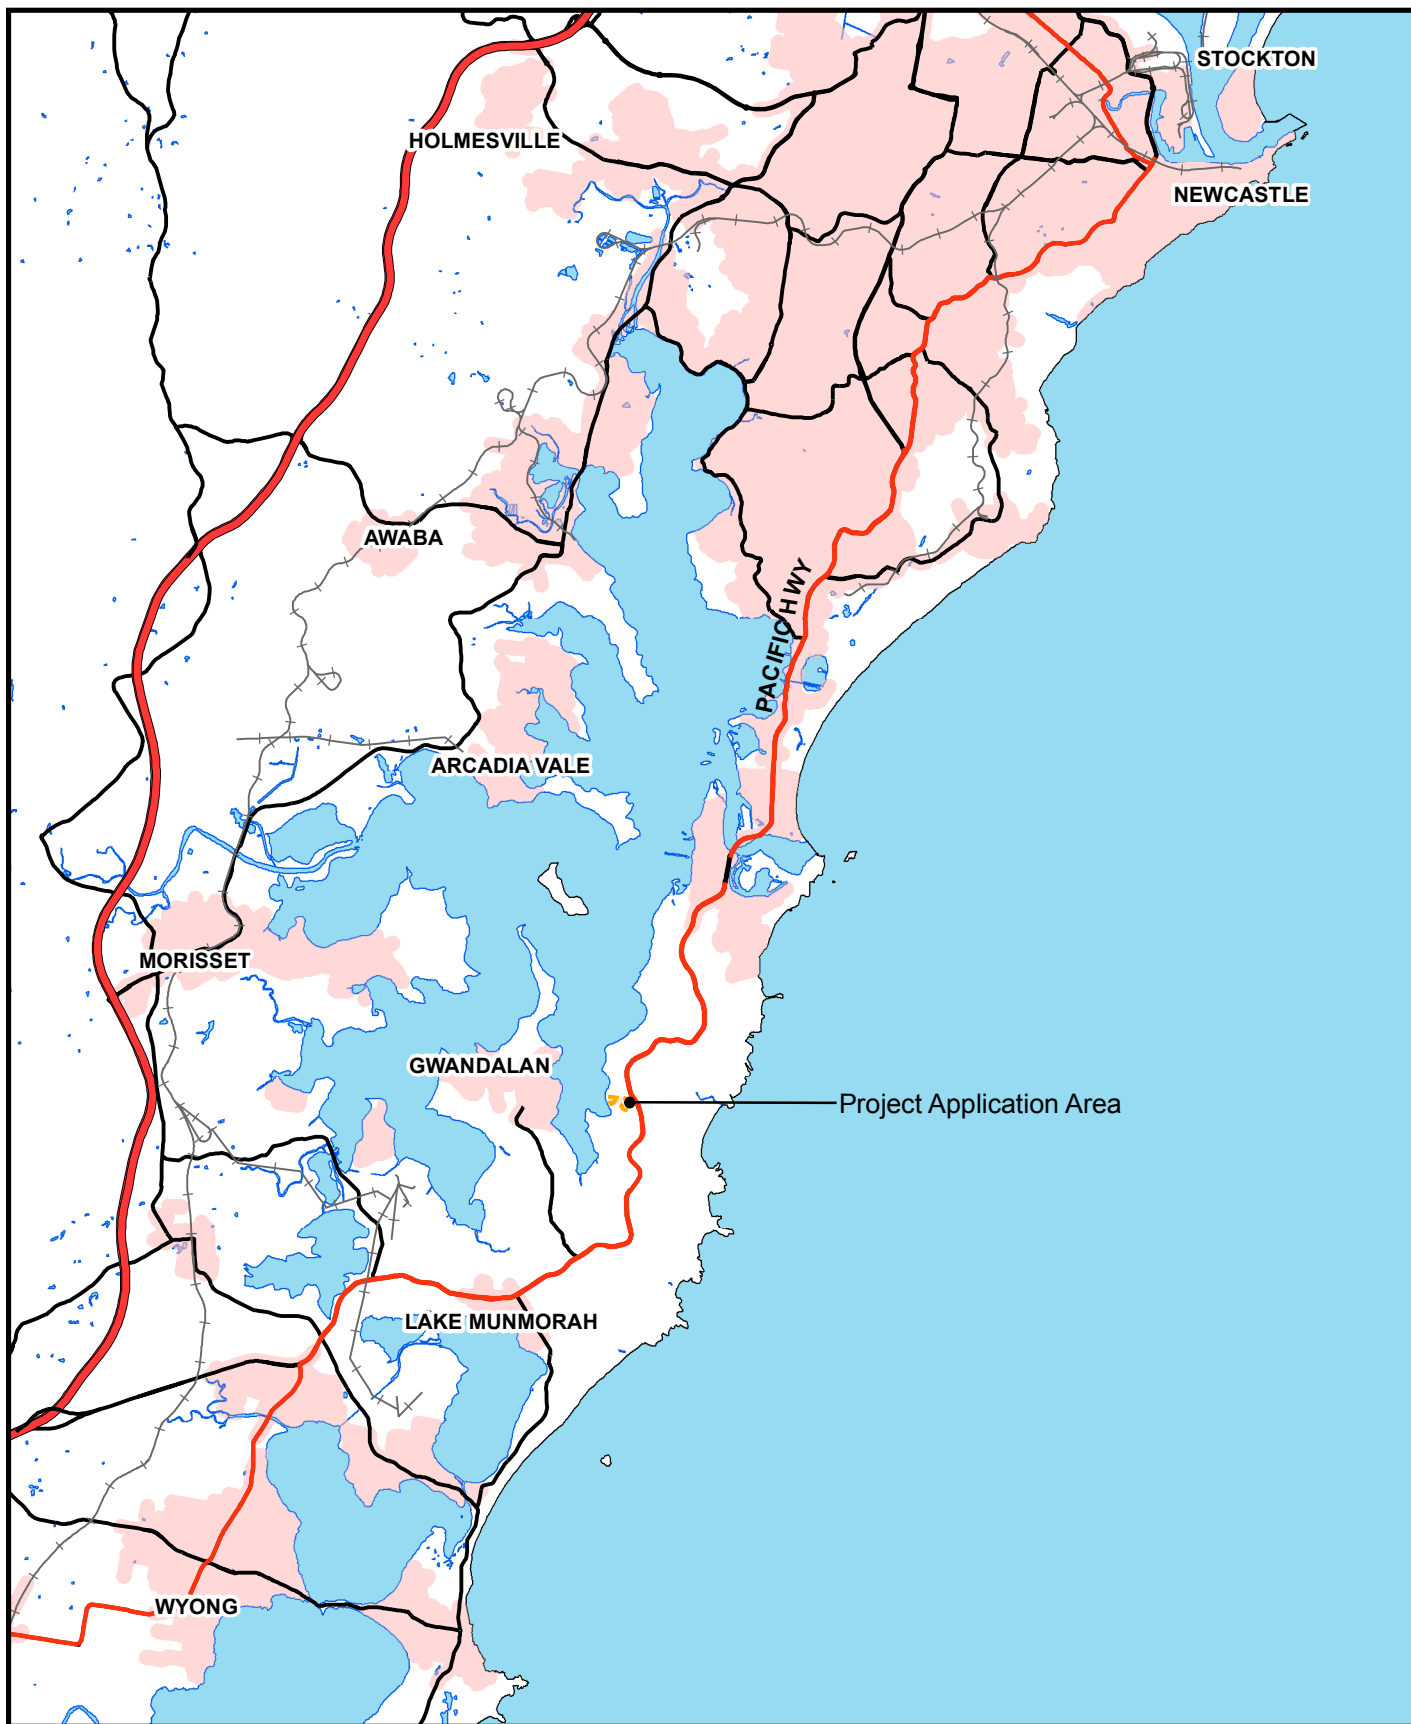 STOCKTON
HOLMESVILLE
NEWCASTLE
AWABA
PACIFIC HWY
ARCADIA VALE
MORISSET
GWANDALAN
Project Application Area
LAKE MUNMORAH
WYONG